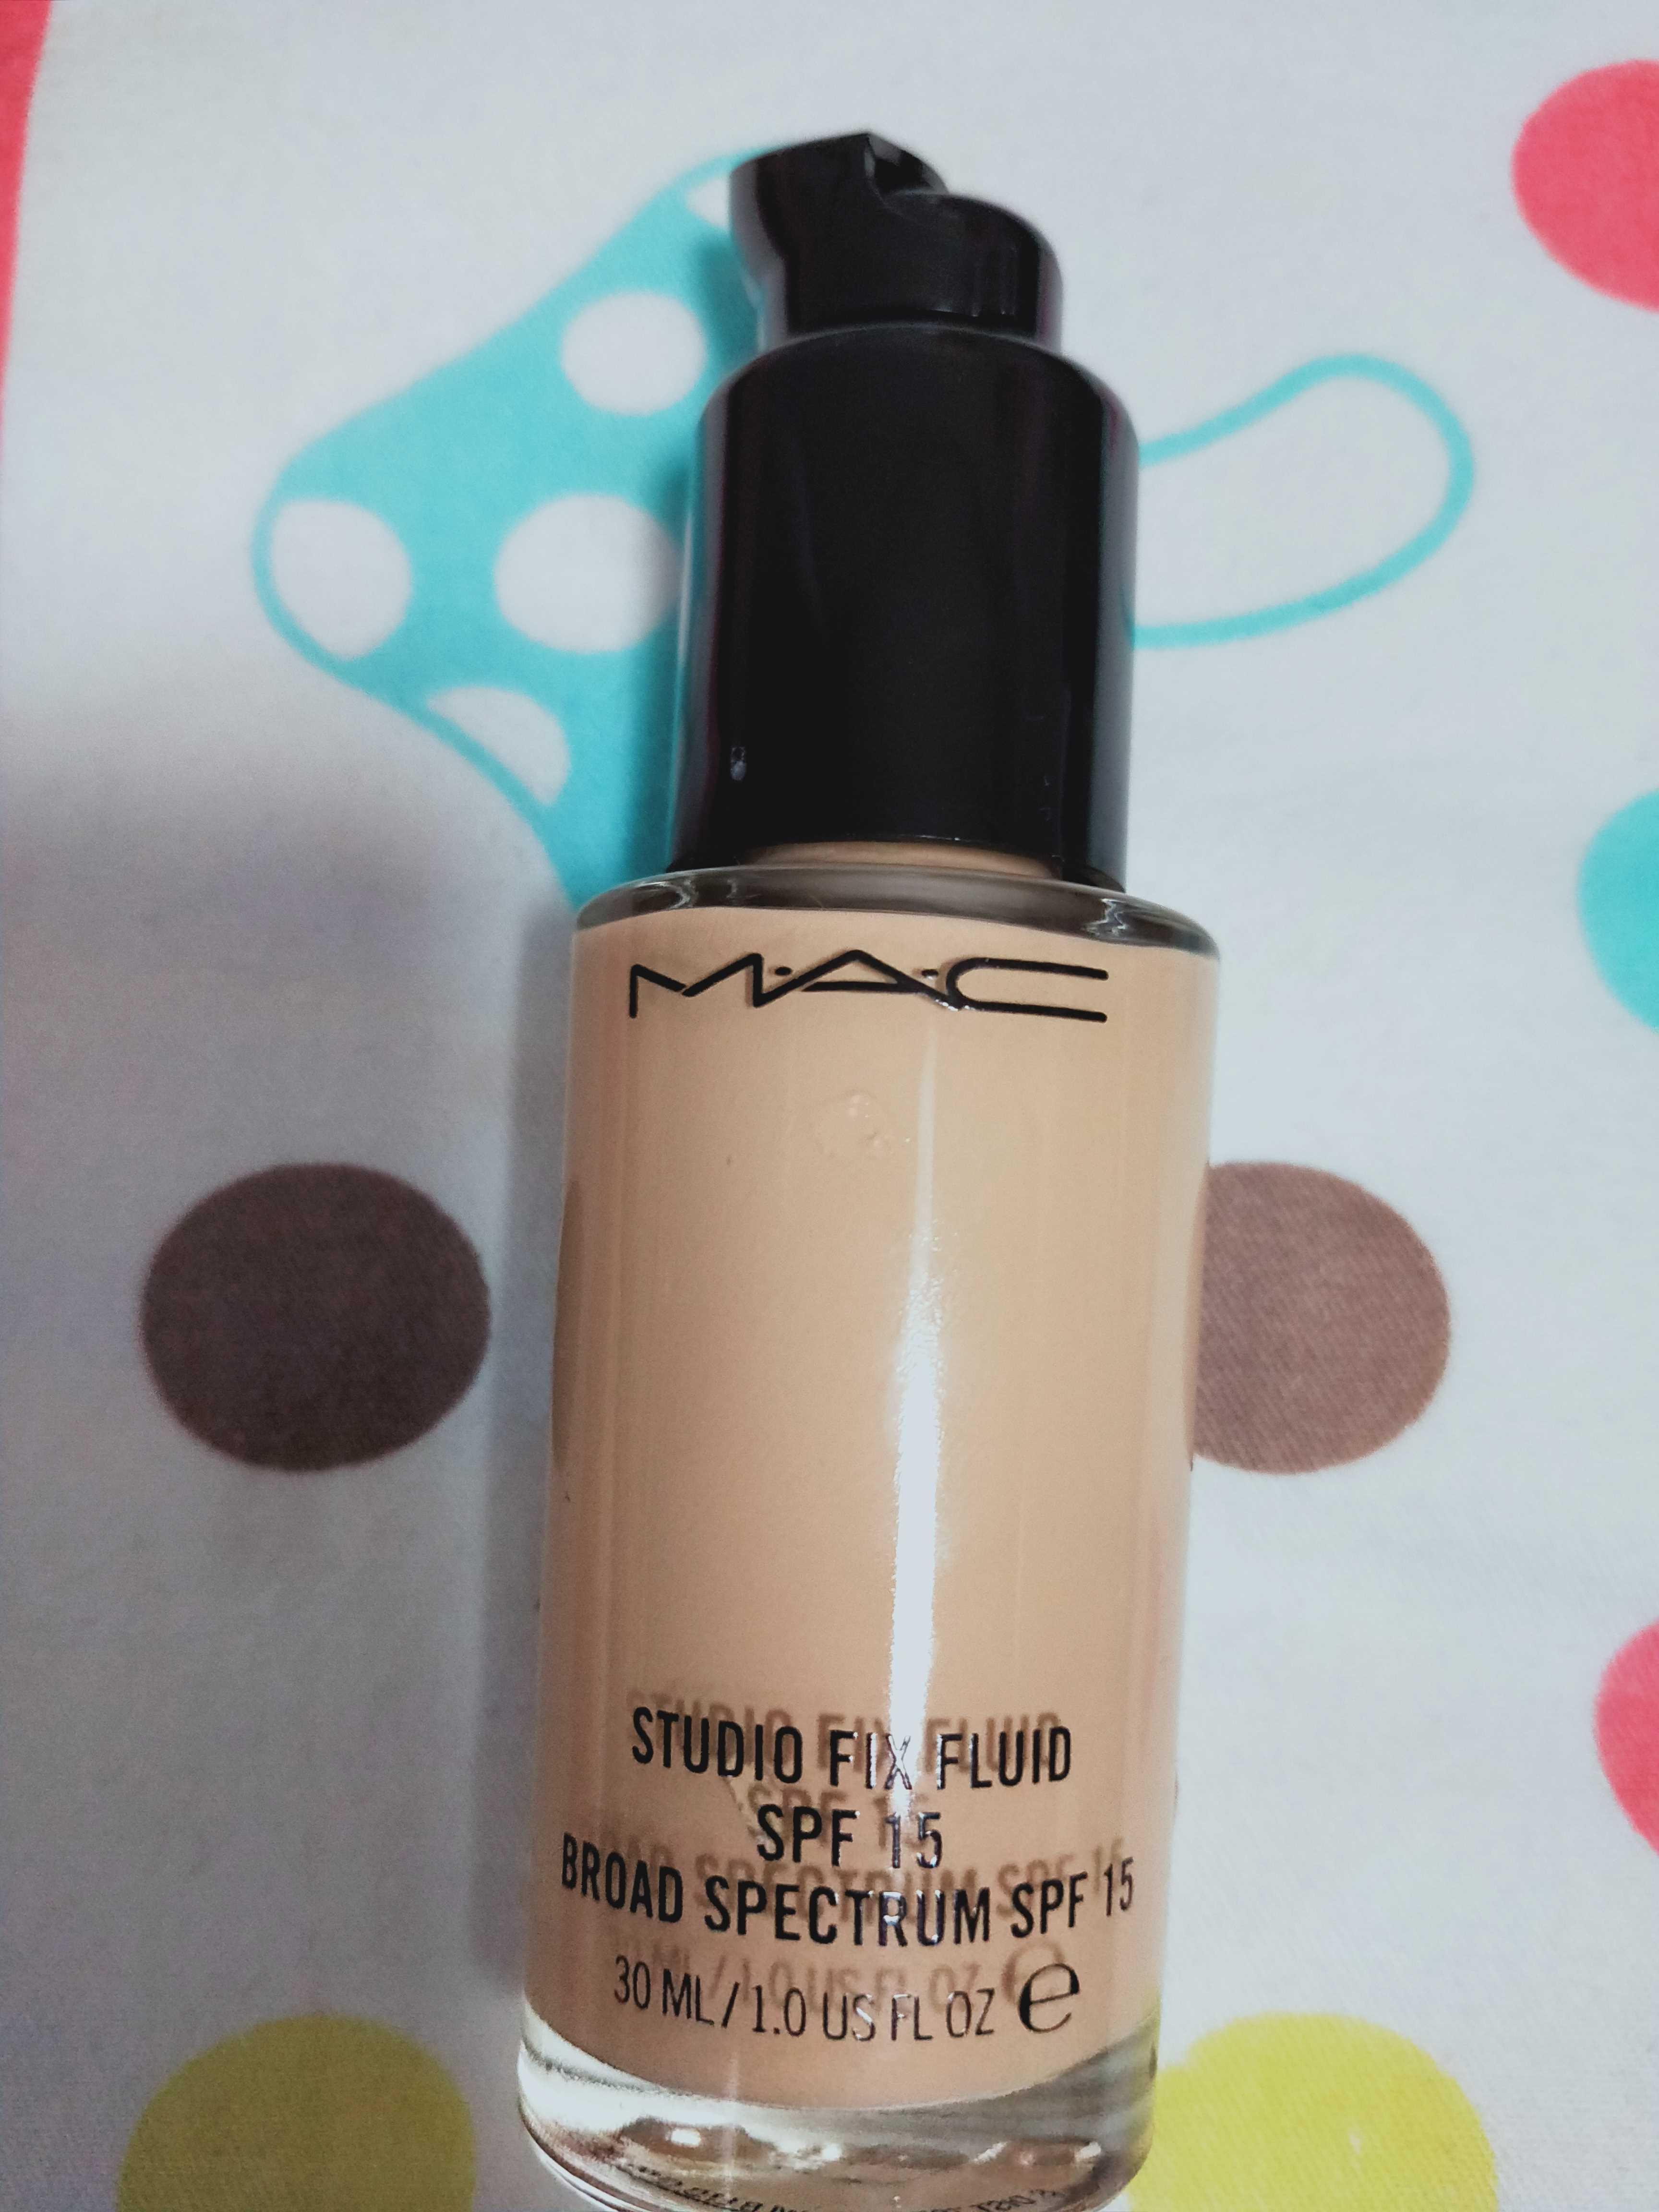 M·A·C
STUDIO FIX FLUID
SPF 15
BROAD SPECTRUM SPF 15
30 ML / 1.0 US FL OZ ℮